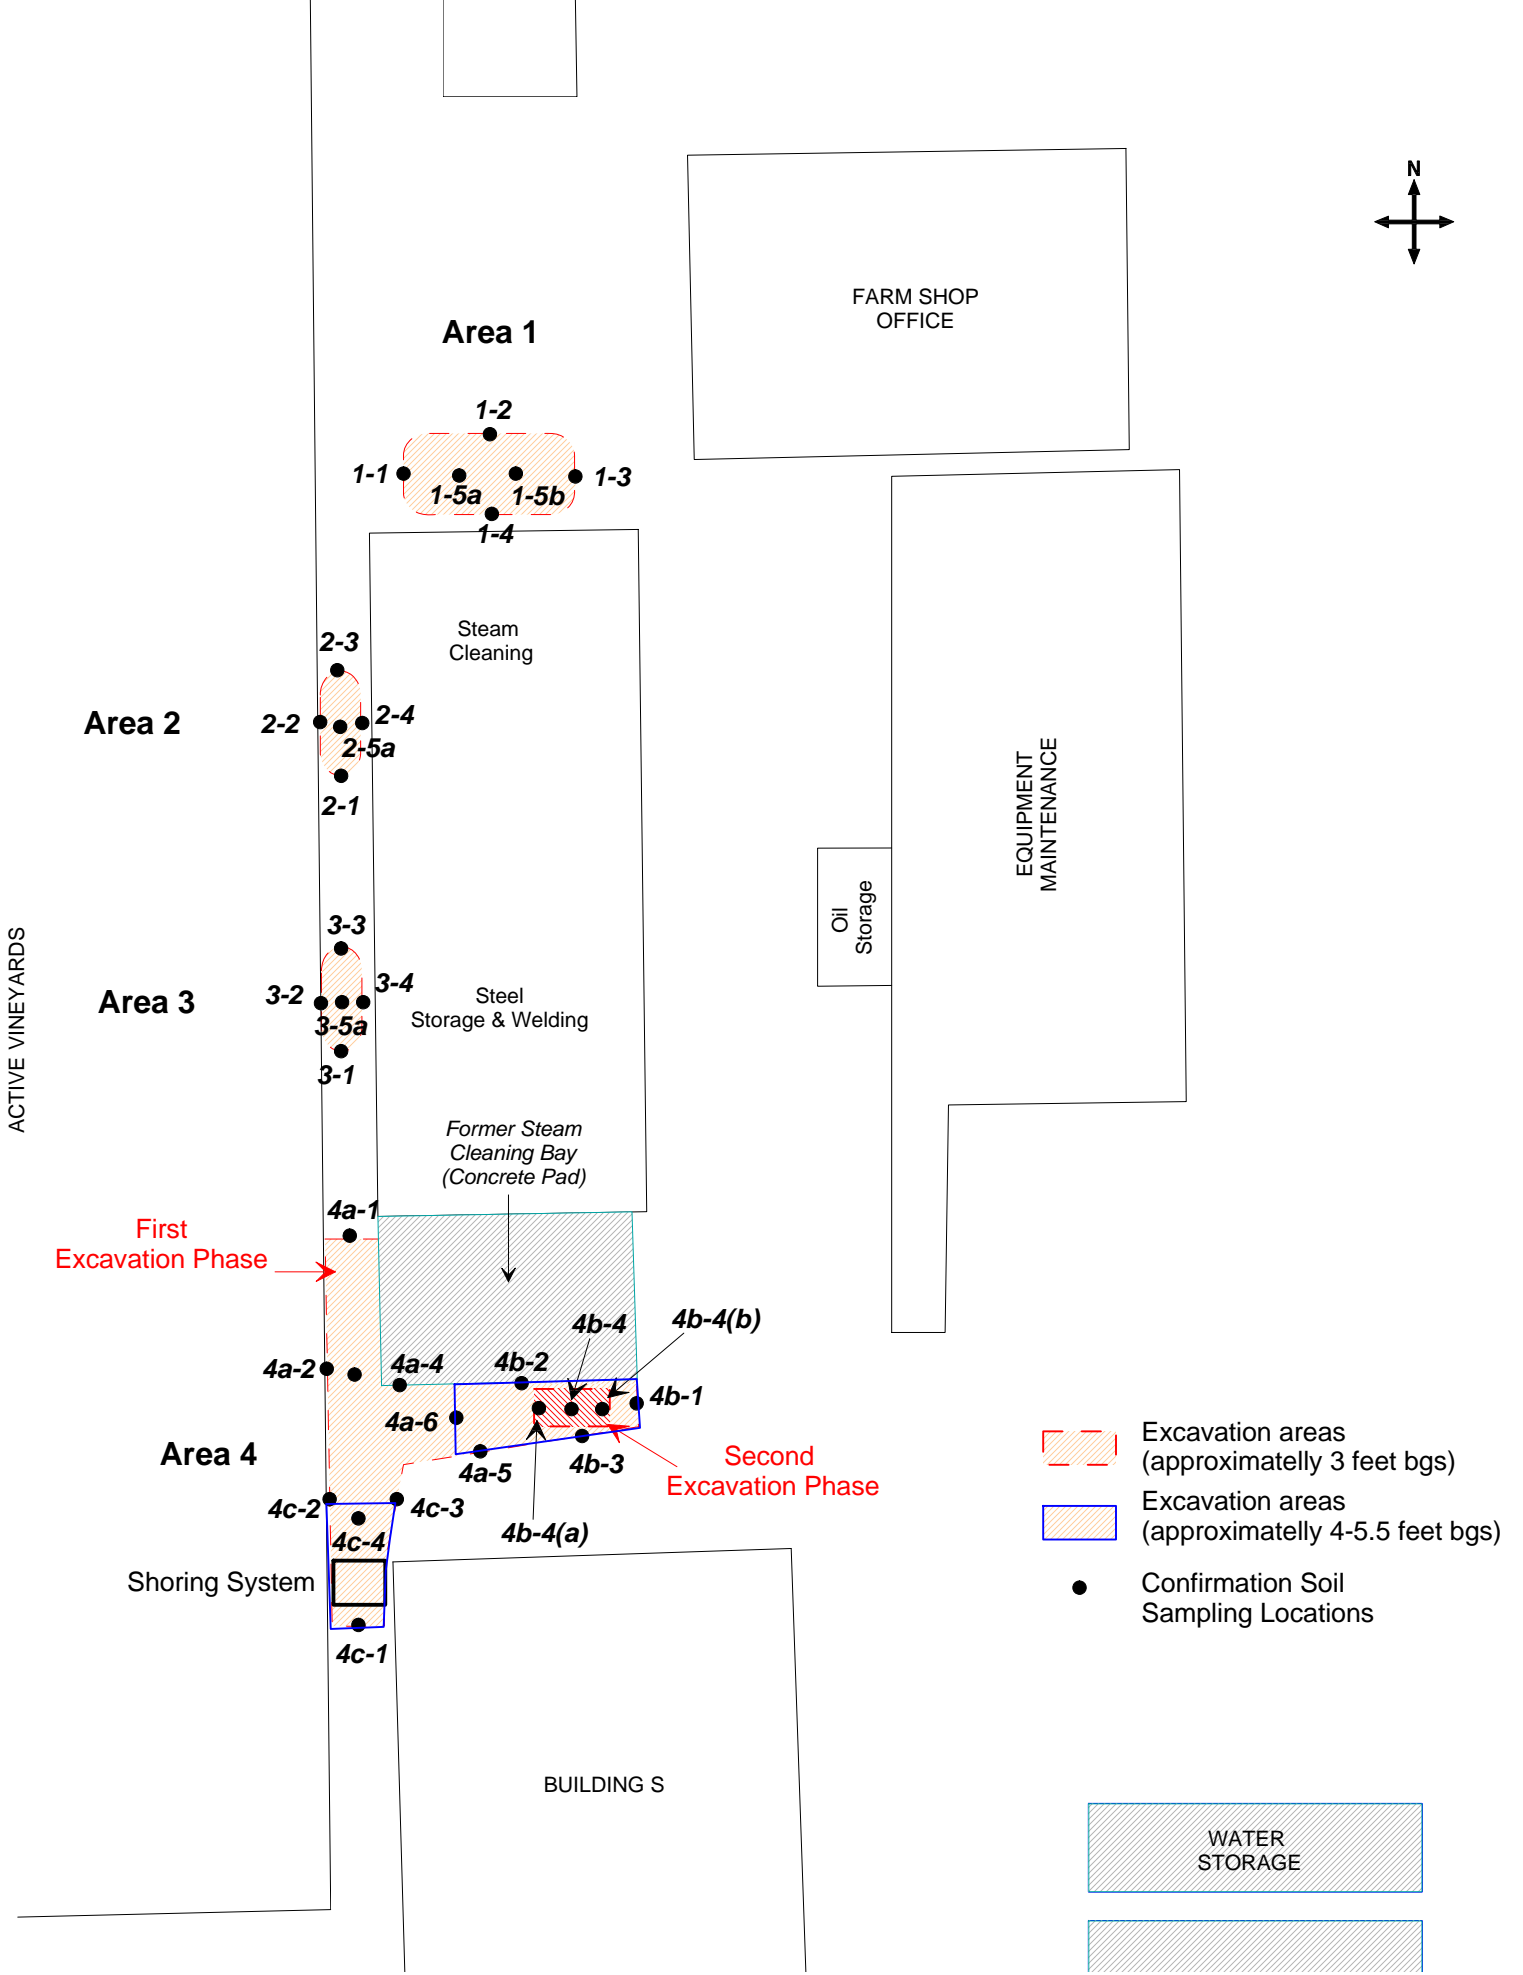 N
FARM SHOP
OFFICE
Area 1
1-2
1-1
1-3
1-5a
1-5b
1-4
Steam
Cleaning
2-3
Area 2
2-2
2-4
2-5a
2-1
EQUIPMENT
MAINTENANCE
Oil
Storage
ACTIVE VINEYARDS
3-3
Area 3
3-2
3-4
3-5a
3-1
Steel
Storage & Welding
Former Steam
Cleaning Bay
(Concrete Pad)
4a-1
First
Excavation Phase
4b-4
4b-4(b)
4a-2
4a-4
4b-2
4b-1
4a-6
Area 4
4a-5
4b-3
Second
Excavation Phase
4c-2
4c-3
4b-4(a)
4c-4
Shoring System
4c-1
Excavation areas
(approximatelly 3 feet bgs)
Excavation areas
(approximatelly 4-5.5 feet bgs)
Confirmation Soil
Sampling Locations
BUILDING S
WATER
STORAGE